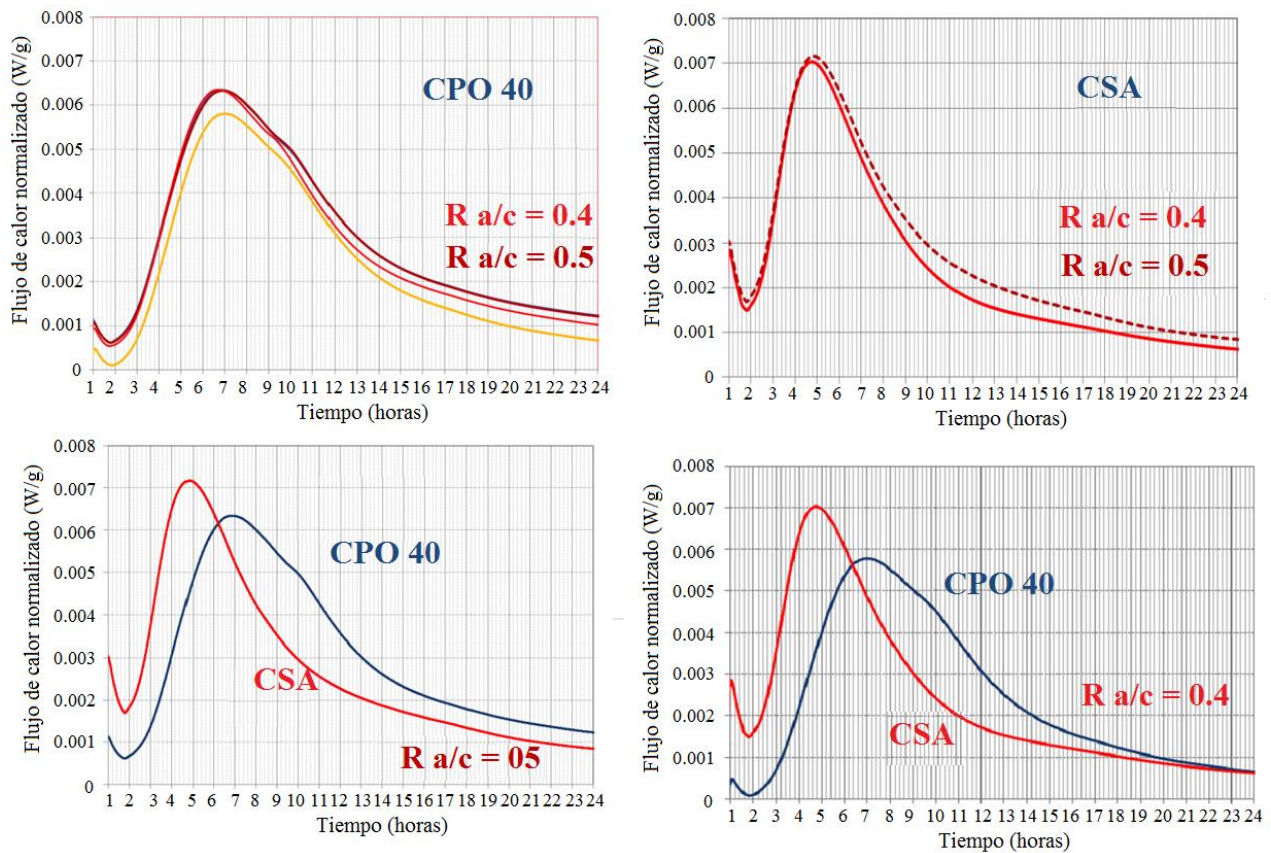 0.008
0.007
0.006
0.005
0.004
0.003
0.002
0.001
0
Flujo de calor normalizado (W/g)
CPO 40
R a/c = 0.4
R a/c = 0.5
1 2 3 4 5 6 7 8 9 10 11 12 13 14 15 16 17 18 19 20 21 22 23 24
Tiempo (horas)
0.008
0.007
0.006
0.005
0.004
0.003
0.002
0.001
0
Flujo de calor normalizado (W/g)
CSA
R a/c = 0.4
R a/c = 0.5
1 2 3 4 5 6 7 8 9 10 11 12 13 14 15 16 17 18 19 20 21 22 23 24
Tiempo (horas)
0.008
0.007
0.006
0.005
0.004
0.003
0.002
0.001
0
Flujo de calor normalizado (W/g)
CPO 40
CSA
R a/c = 05
1 2 3 4 5 6 7 8 9 10 11 12 13 14 15 16 17 18 19 20 21 22 23 24
Tiempo (horas)
0.008
0.007
0.006
0.005
0.004
0.003
0.002
0.001
0
Flujo de calor normalizado (W/g)
CPO 40
R a/c = 0.4
CSA
1 2 3 4 5 6 7 8 9 10 11 12 13 14 15 16 17 18 19 20 21 22 23 24
Tiempo (horas)